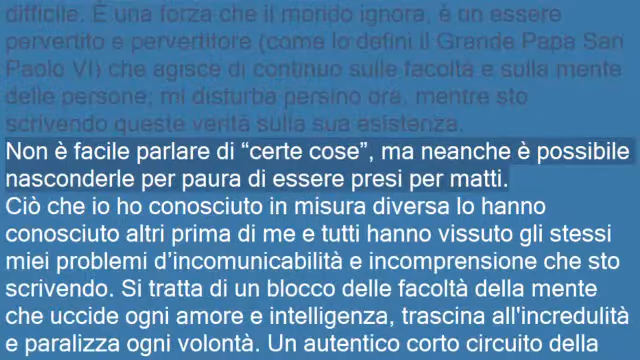 difficile. È una forza che il mondo ignora, è un essere
pervertito e pervertitore (come lo definì il Grande Papa San
Paolo VI) che agisce di continuo sulle facoltà e sulla mente
delle persone; mi disturba persino ora, mentre sto
scrivendo queste verità sulla sua esistenza.
Non è facile parlare di “certe cose”, ma neanche è possibile
nasconderle per paura di essere presi per matti.
Ciò che io ho conosciuto in misura diversa lo hanno
conosciuto altri prima di me e tutti hanno vissuto gli stessi
miei problemi d’incomunicabilità e incomprensione che sto
scrivendo. Si tratta di un blocco delle facoltà della mente
che uccide ogni amore e intelligenza, trascina all'incredulità
e paralizza ogni volontà. Un autentico corto circuito della